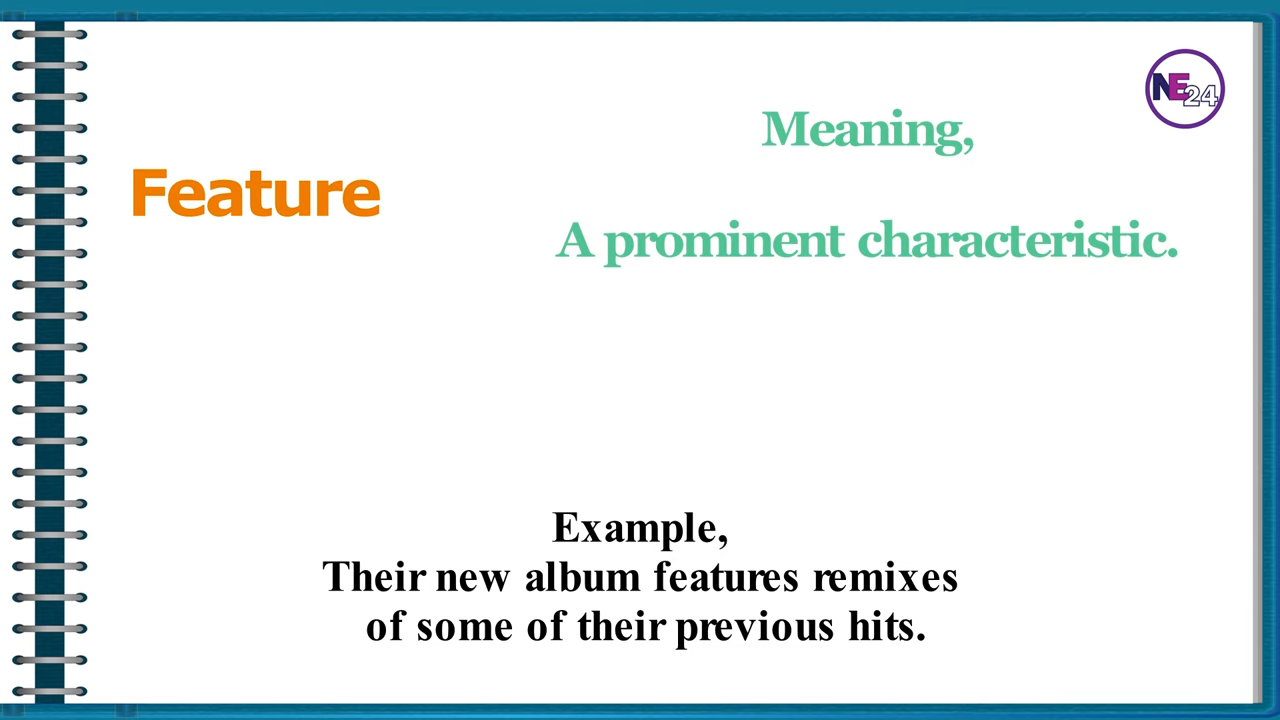 NE24
Meaning,
Feature
A prominent characteristic.
Example,
Their new album features remixes
of some of their previous hits.